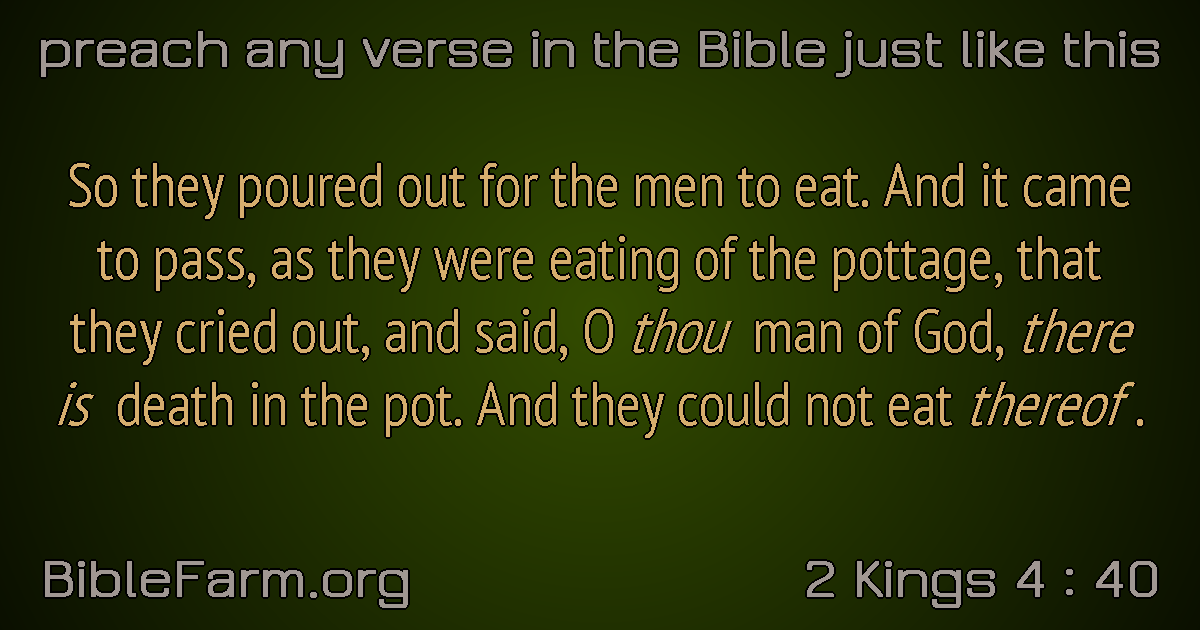 preach any verse in the Bible just like this
So they poured out for the men to eat. And it came
to pass, as they were eating of the pottage, that
they cried out, and said, O thou man of God, there
is death in the pot. And they could not eat thereof .
BibleFarm.org
2 Kings 4 : 40